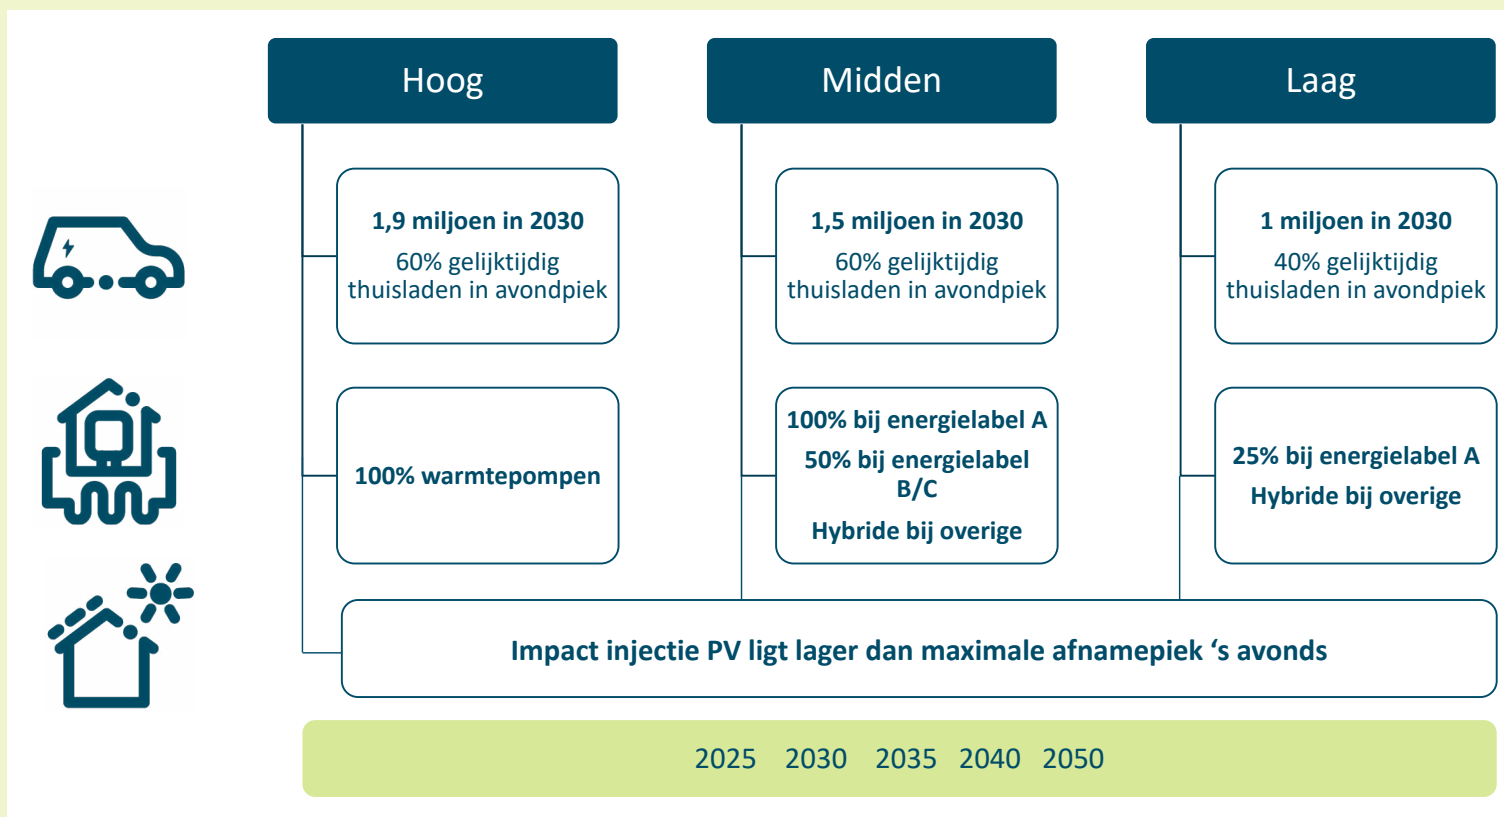 Hoog
Midden
Laag
1,9 miljoen in 2030
60% gelijktijdig
thuisladen in avondpiek
1,5 miljoen in 2030
60% gelijktijdig
thuisladen in avondpiek
1 miljoen in 2030
40% gelijktijdig
thuisladen in avondpiek
100% warmtepompen
100% bij energielabel A
50% bij energielabel
B/C
Hybride bij overige
25% bij energielabel A
Hybride bij overige
Impact injectie PV ligt lager dan maximale afnamepiek ‘s avonds
2025 2030 2035 2040 2050